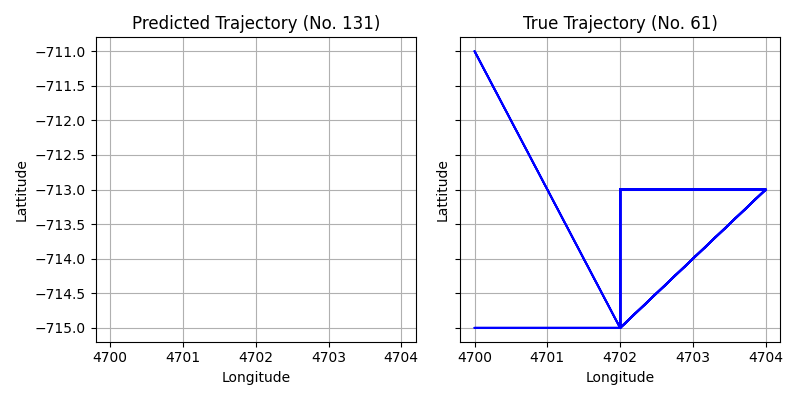 Predicted Trajectory (No. 131)
Lattitude
−711.0
−711.5
−712.0
−712.5
−713.0
−713.5
−714.0
−714.5
−715.0
4700 4701 4702 4703 4704
Longitude
True Trajectory (No. 61)
Lattitude
4700 4701 4702 4703 4704
Longitude